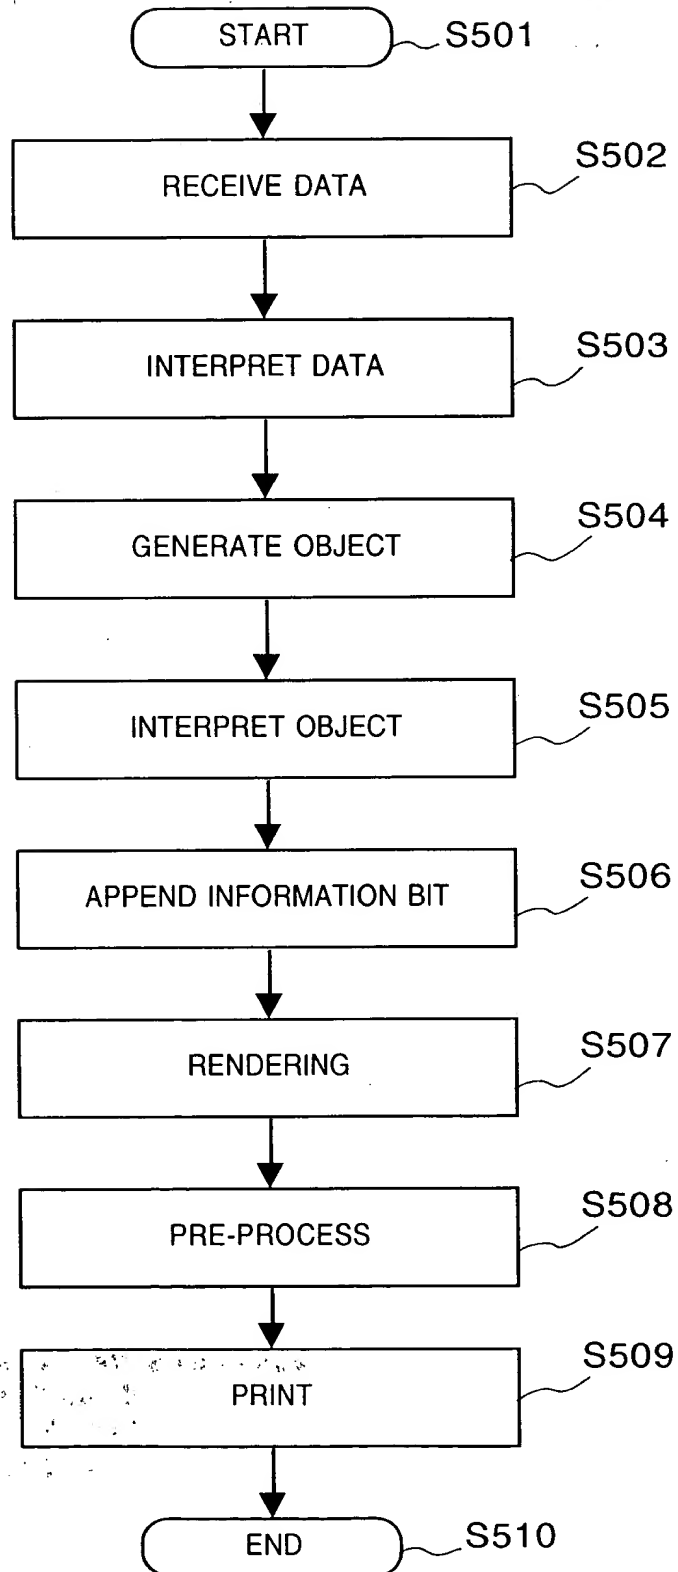 START S501
RECEIVE DATA S502
INTERPRET DATA S503
GENERATE OBJECT S504
INTERPRET OBJECT S505
APPEND INFORMATION BIT S506
RENDERING S507
PRE-PROCESS S508
PRINT S509
END S510